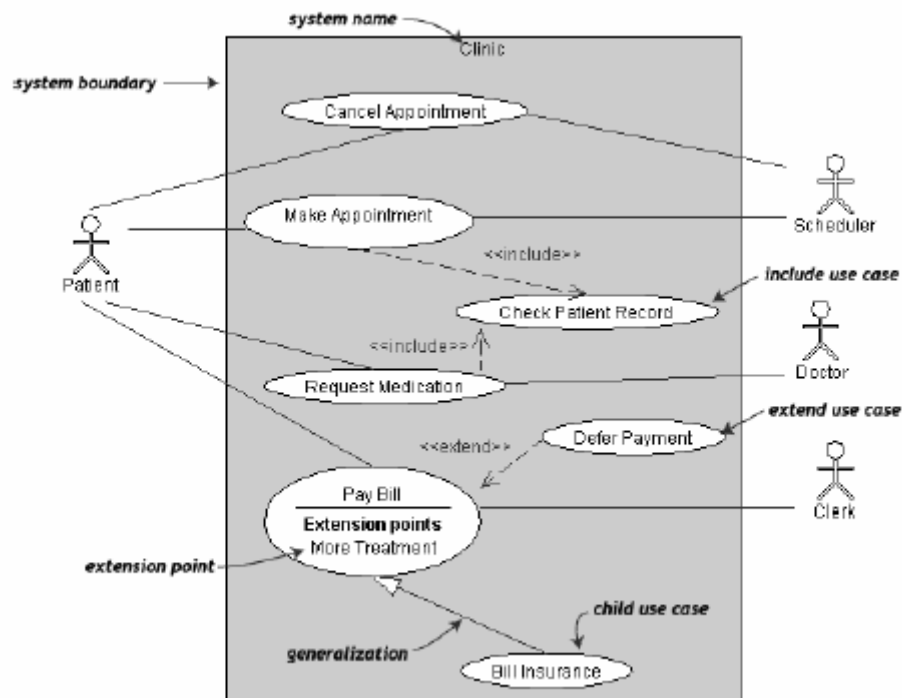 system name
Clinic
system boundary
Cancel Appointment
Scheduler
Make Appointment
Patient
<<include>>
include use case
Check Patient Record
<<include>>
Doctor
Request Medication
extend use case
Defer Payment
<<extend>>
Pay Bill
Extension points
More Treatment
Clerk
extension point
child use case
generalization
Bill Insurance